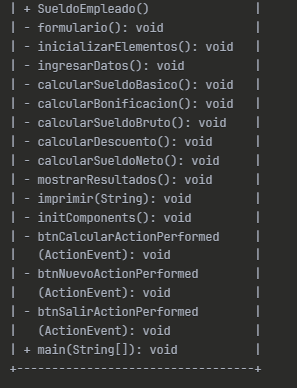 | + SueldoEmpleado()               |
| - formulario(): void             |
| - inicializarElementos(): void   |
| - ingresarDatos(): void          |
| - calcularSueldoBasico(): void   |
| - calcularBonificacion(): void   |
| - calcularSueldoBruto(): void    |
| - calcularDescuento(): void      |
| - calcularSueldoNeto(): void     |
| - mostrarResultados(): void      |
| - imprimir(String): void         |
| - initComponents(): void         |
| - btnCalcularActionPerformed     |
|   (ActionEvent): void            |
| - btnNuevoActionPerformed        |
|   (ActionEvent): void            |
| - btnSalirActionPerformed        |
|   (ActionEvent): void            |
| + main(String[]): void           |
+----------------------------------+